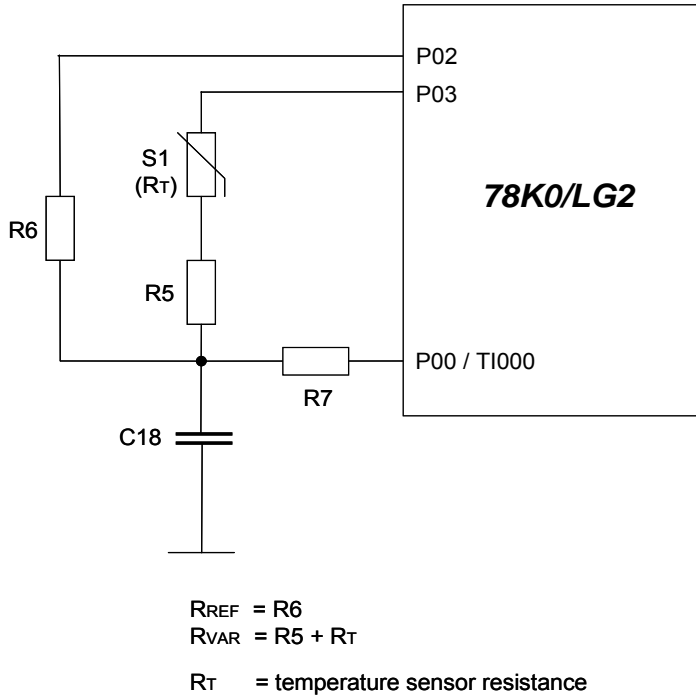 P02
P03
S1
(RT)
78K0/LG2
R6
R5
P00 / TI000
R7
C18
RREF = R6
RVAR = R5 + RT
RT = temperature sensor resistance